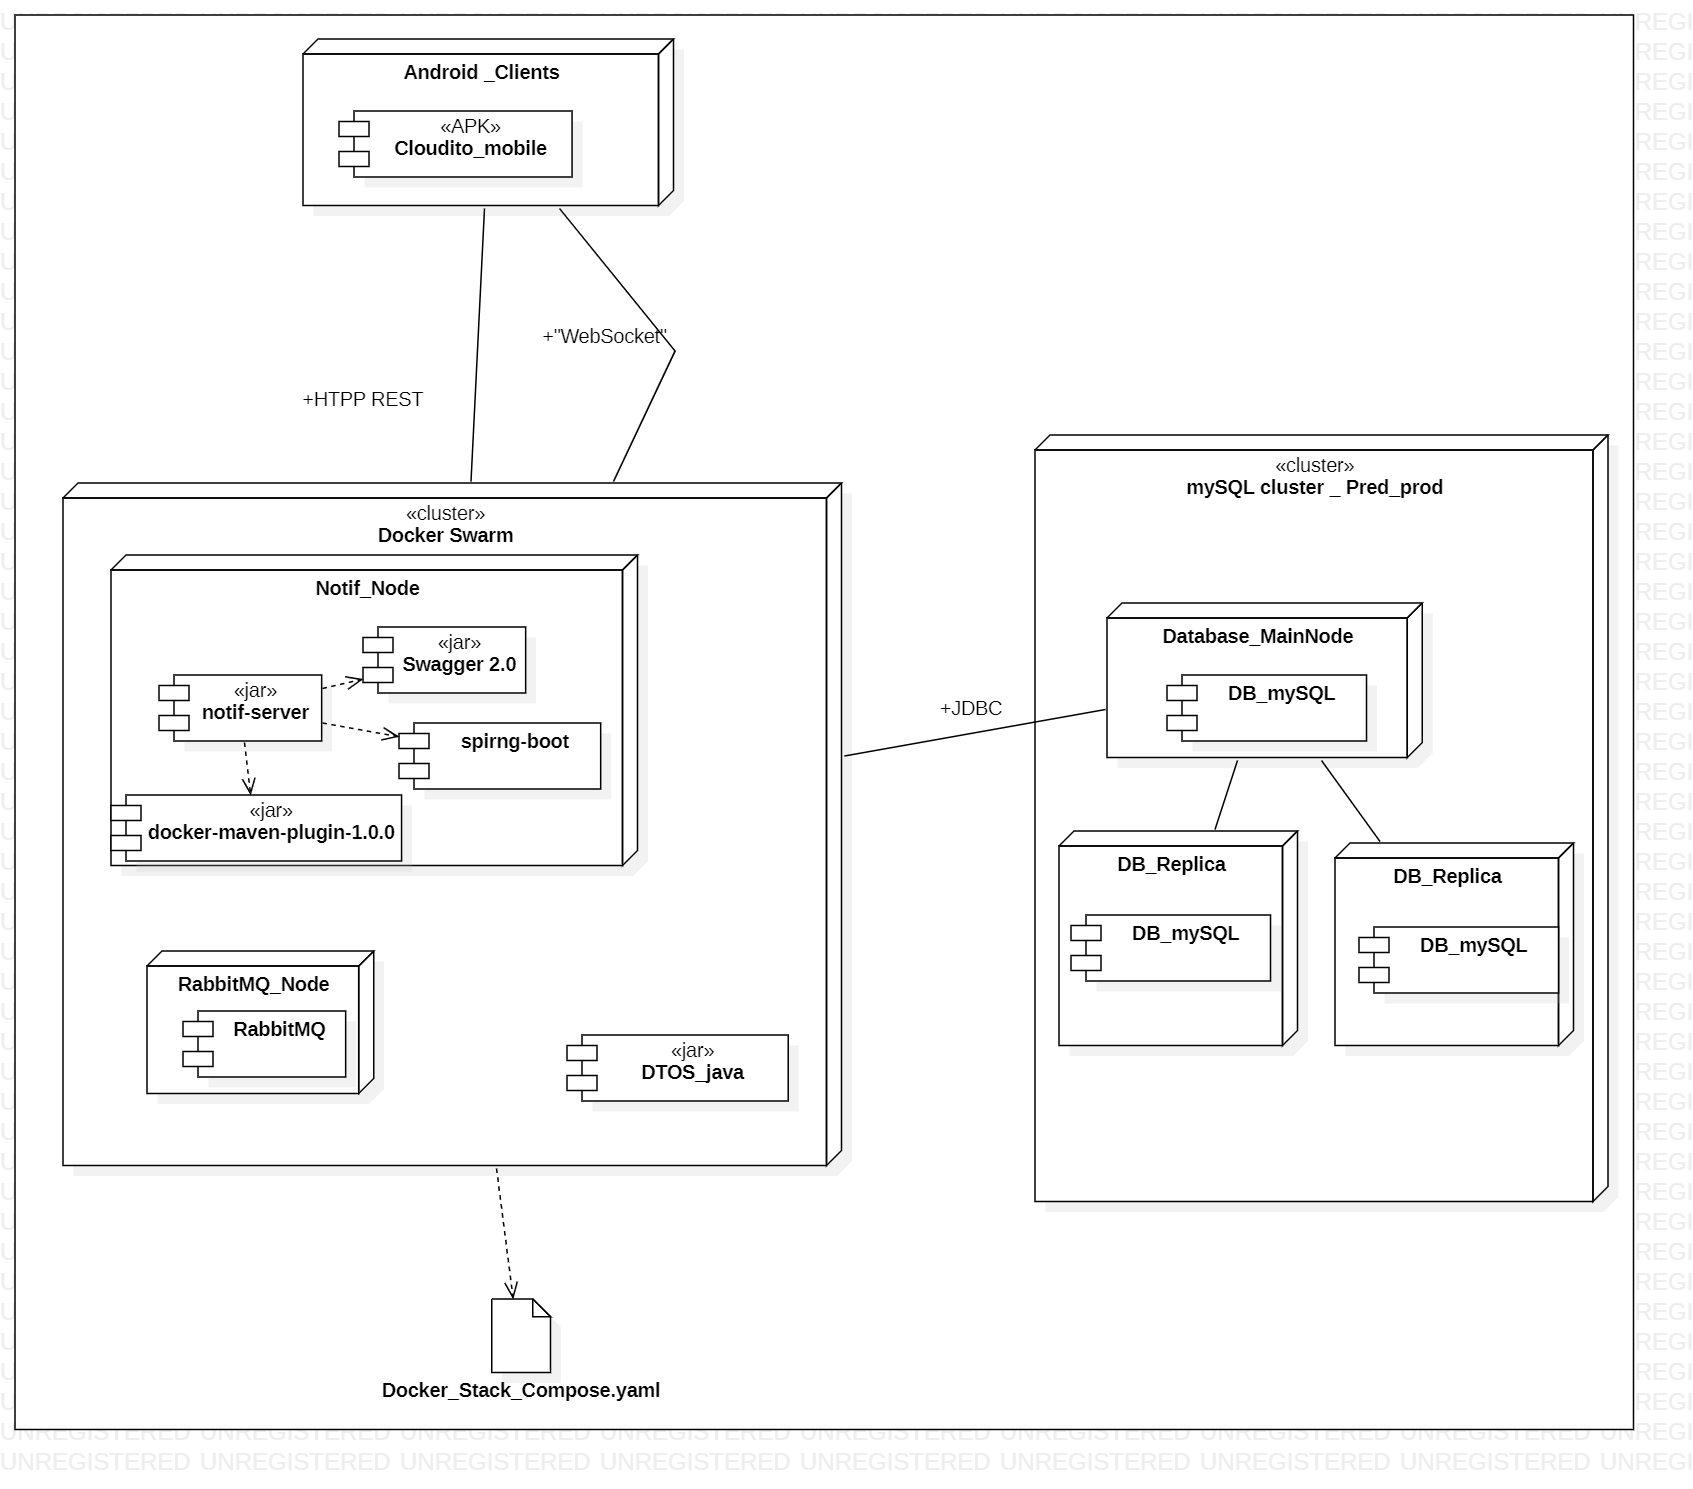 Android _Clients
«APK»
Cloudito_mobile
+"WebSocket"
+HTPP REST
«cluster»
mySQL cluster _ Pred_prod
«cluster»
Docker Swarm
Notif_Node
«jar»
Swagger 2.0
«jar»
notif-server
spirng-boot
«jar»
docker-maven-plugin-1.0.0
+JDBC
Database_MainNode
DB_mySQL
DB_Replica
DB_mySQL
DB_Replica
DB_mySQL
RabbitMQ_Node
RabbitMQ
«jar»
DTOS_java
Docker_Stack_Compose.yaml
UNREGISTERED UNREGISTERED UNREGISTERED UNREGISTERED UNREGISTERED UNREGISTERED UNREGISTERED UNREGISTERED UNREGI
UNREGISTERED UNREGISTERED UNREGISTERED UNREGISTERED UNREGISTERED UNREGISTERED UNREGISTERED UNREGISTERED UNREGI